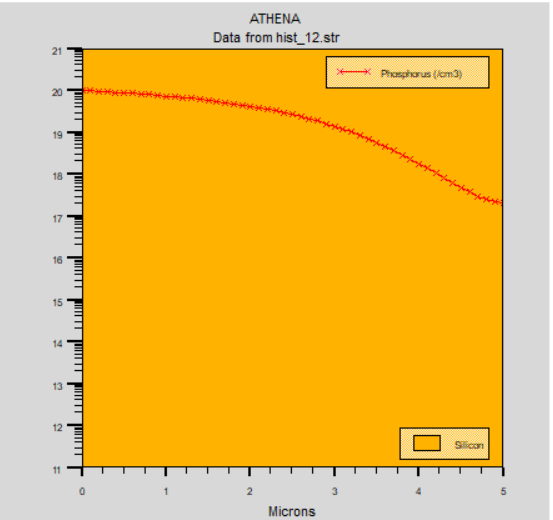 ATHENA
Data from hist_12.str
21
Phosphorus (/cm3)
20
19
18
17
16
15
14
13
12
Silicon
11
0 1 2 3 4 5
Microns